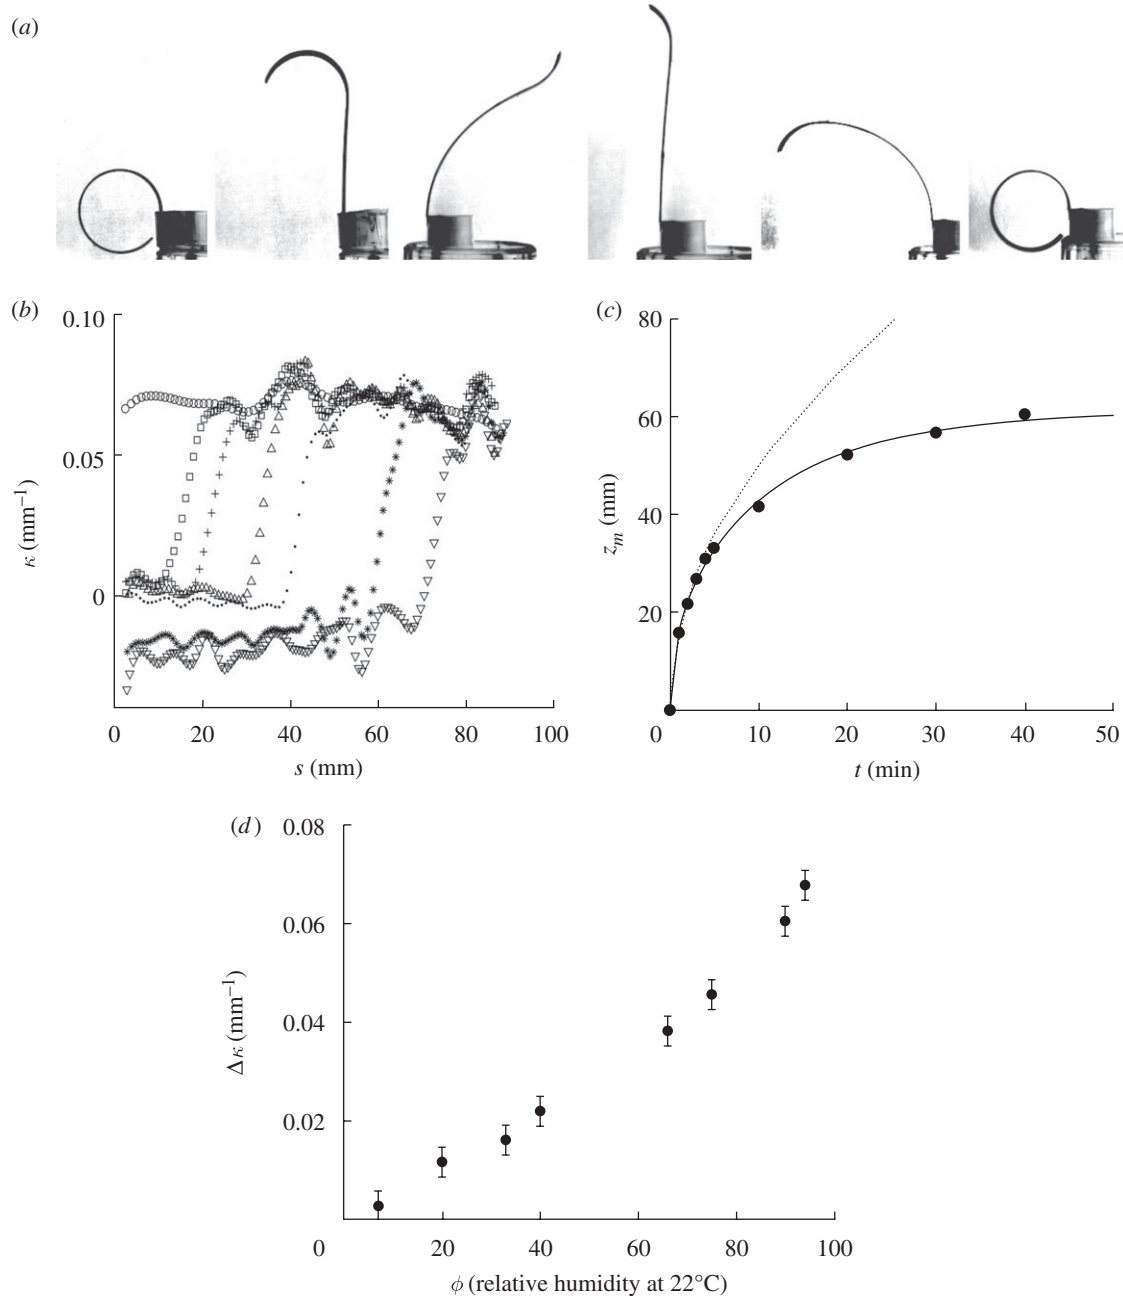 (a)
(b)
0.10
0.05
0
κ (mm⁻¹)
0 20 40 60 80 100
s (mm)
(c)
80
60
40
20
z_m (mm)
0 10 20 30 40 50
t (min)
(d)
0.08
0.06
0.04
0.02
Δκ (mm⁻¹)
0 20 40 60 80 100
ϕ (relative humidity at 22°C)